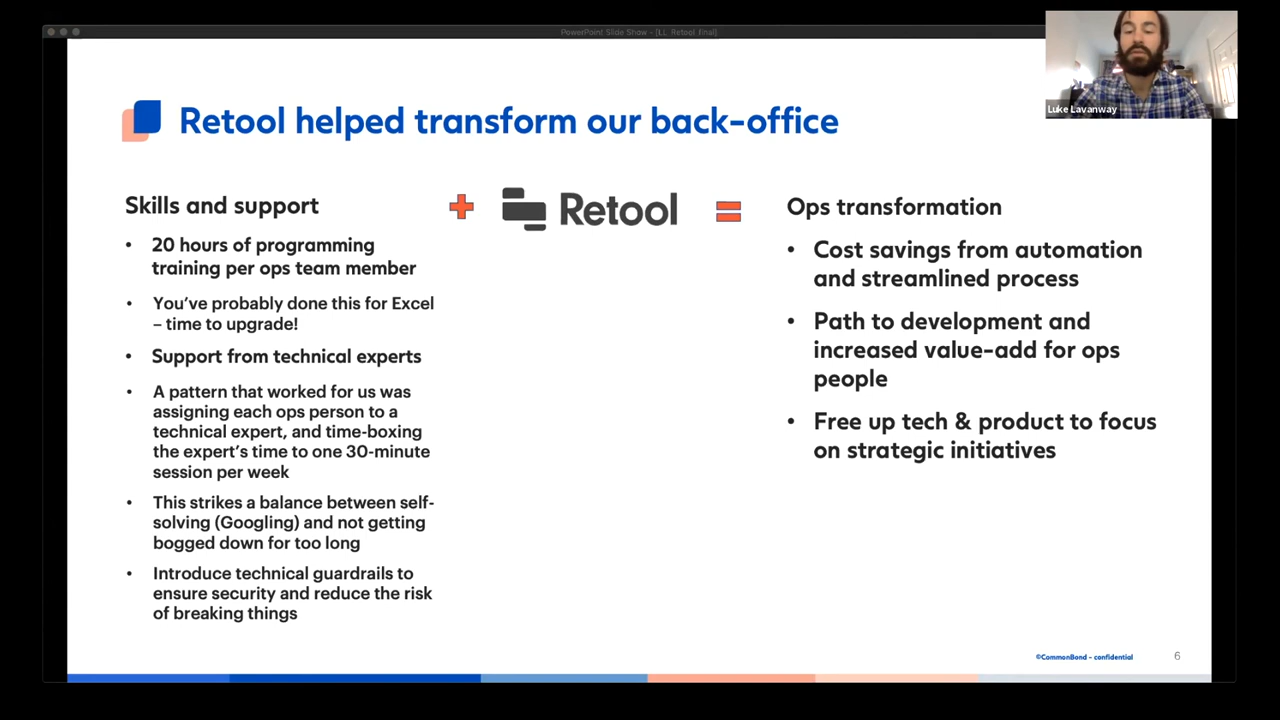 PowerPoint Slide Show - [LL_Retool_final]
Luke Lavanway
Retool helped transform our back-office
Skills and support
• 20 hours of programming
training per ops team member
• You’ve probably done this for Excel
– time to upgrade!
• Support from technical experts
• A pattern that worked for us was
assigning each ops person to a
technical expert, and time-boxing
the expert’s time to one 30-minute
session per week
• This strikes a balance between self-
solving (Googling) and not getting
bogged down for too long
• Introduce technical guardrails to
ensure security and reduce the risk
of breaking things
+
Retool
=
Ops transformation
• Cost savings from automation
and streamlined process
• Path to development and
increased value-add for ops
people
• Free up tech & product to focus
on strategic initiatives
©CommonBond – confidential
6